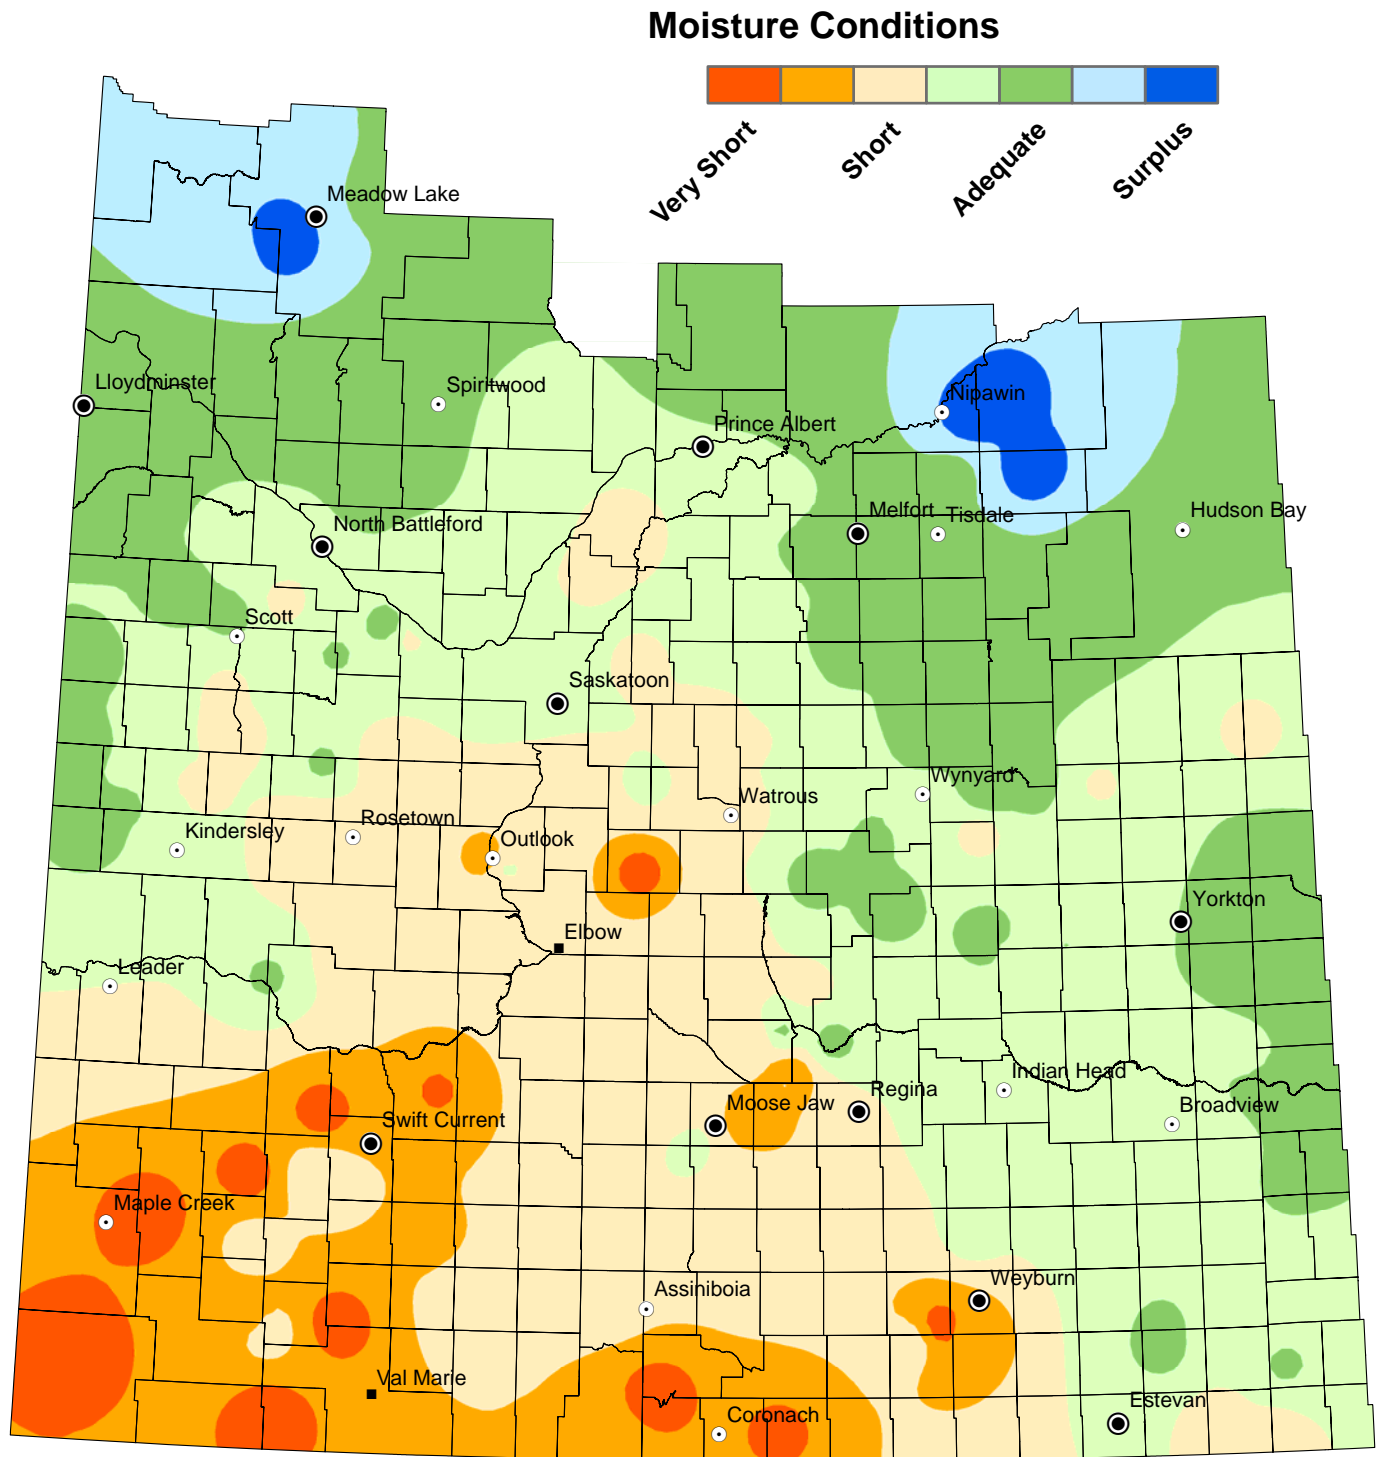 Moisture Conditions
Very Short
Short
Adequate
Surplus
Meadow Lake
Lloydminster
Spiritwood
Nipawin
Prince Albert
Melfort
Tisdale
Hudson Bay
North Battleford
Scott
Saskatoon
Wynyard
Watrous
Rosetown
Kindersley
Outlook
Yorkton
Elbow
Leader
Indian Head
Regina
Moose Jaw
Broadview
Swift Current
Maple Creek
Weyburn
Assiniboia
Val Marie
Estevan
Coronach